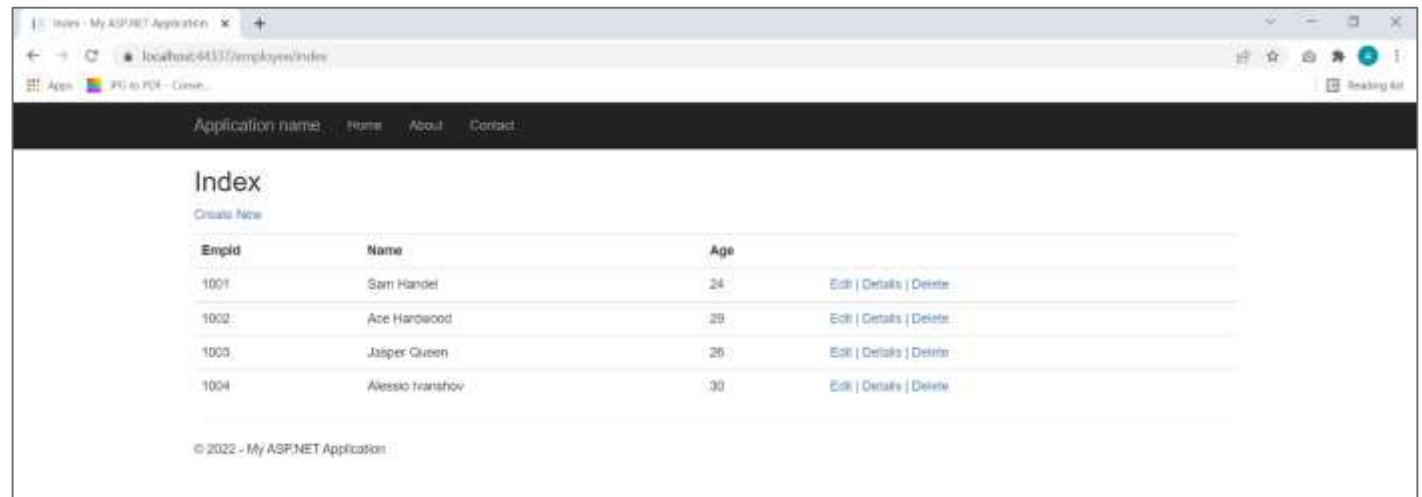 Index - My ASP.NET Application
localhost:44337/employee/index
Apps JPG to PDF - Conve...
Reading list
Application name Home About Contact
Index
Create New
EmpId Name Age
1001 Sam Handel 24 Edit | Details | Delete
1002 Ace Hardwood 29 Edit | Details | Delete
1003 Jasper Queen 26 Edit | Details | Delete
1004 Alessio Ivanshov 30 Edit | Details | Delete
© 2022 - My ASP.NET Application